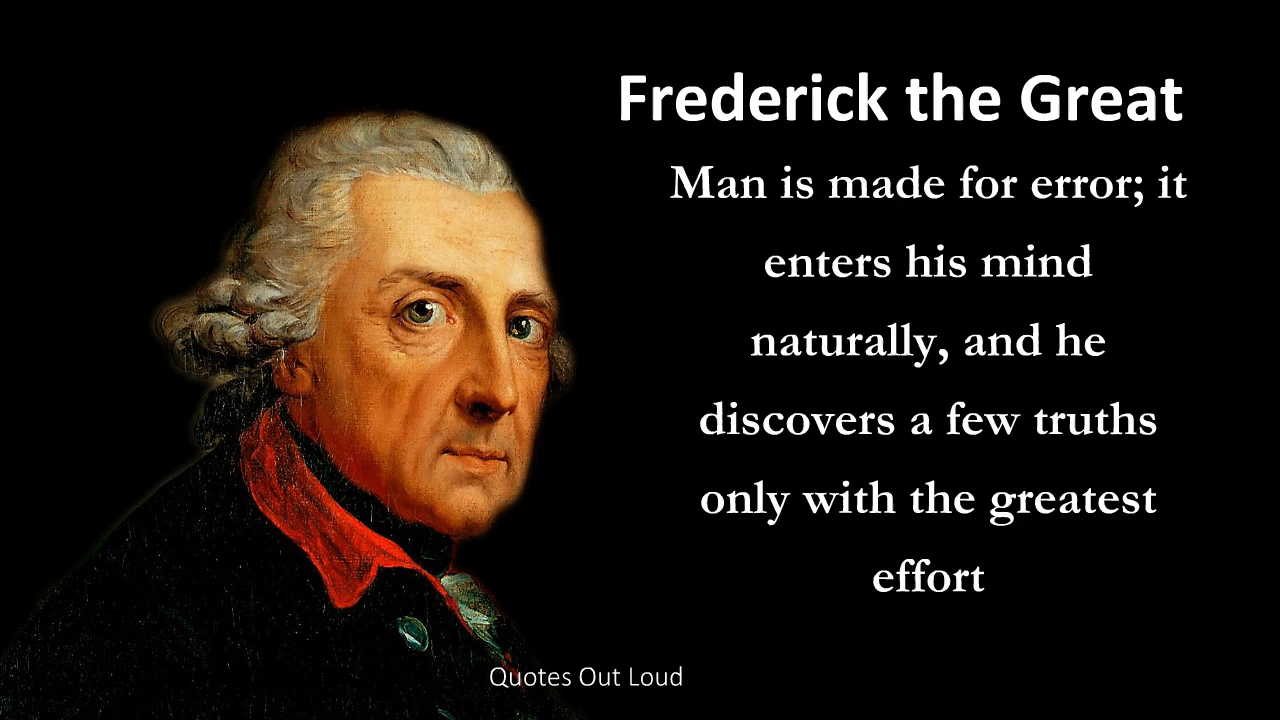 Frederick the Great
Man is made for error; it
enters his mind
naturally, and he
discovers a few truths
only with the greatest
effort
Quotes Out Loud